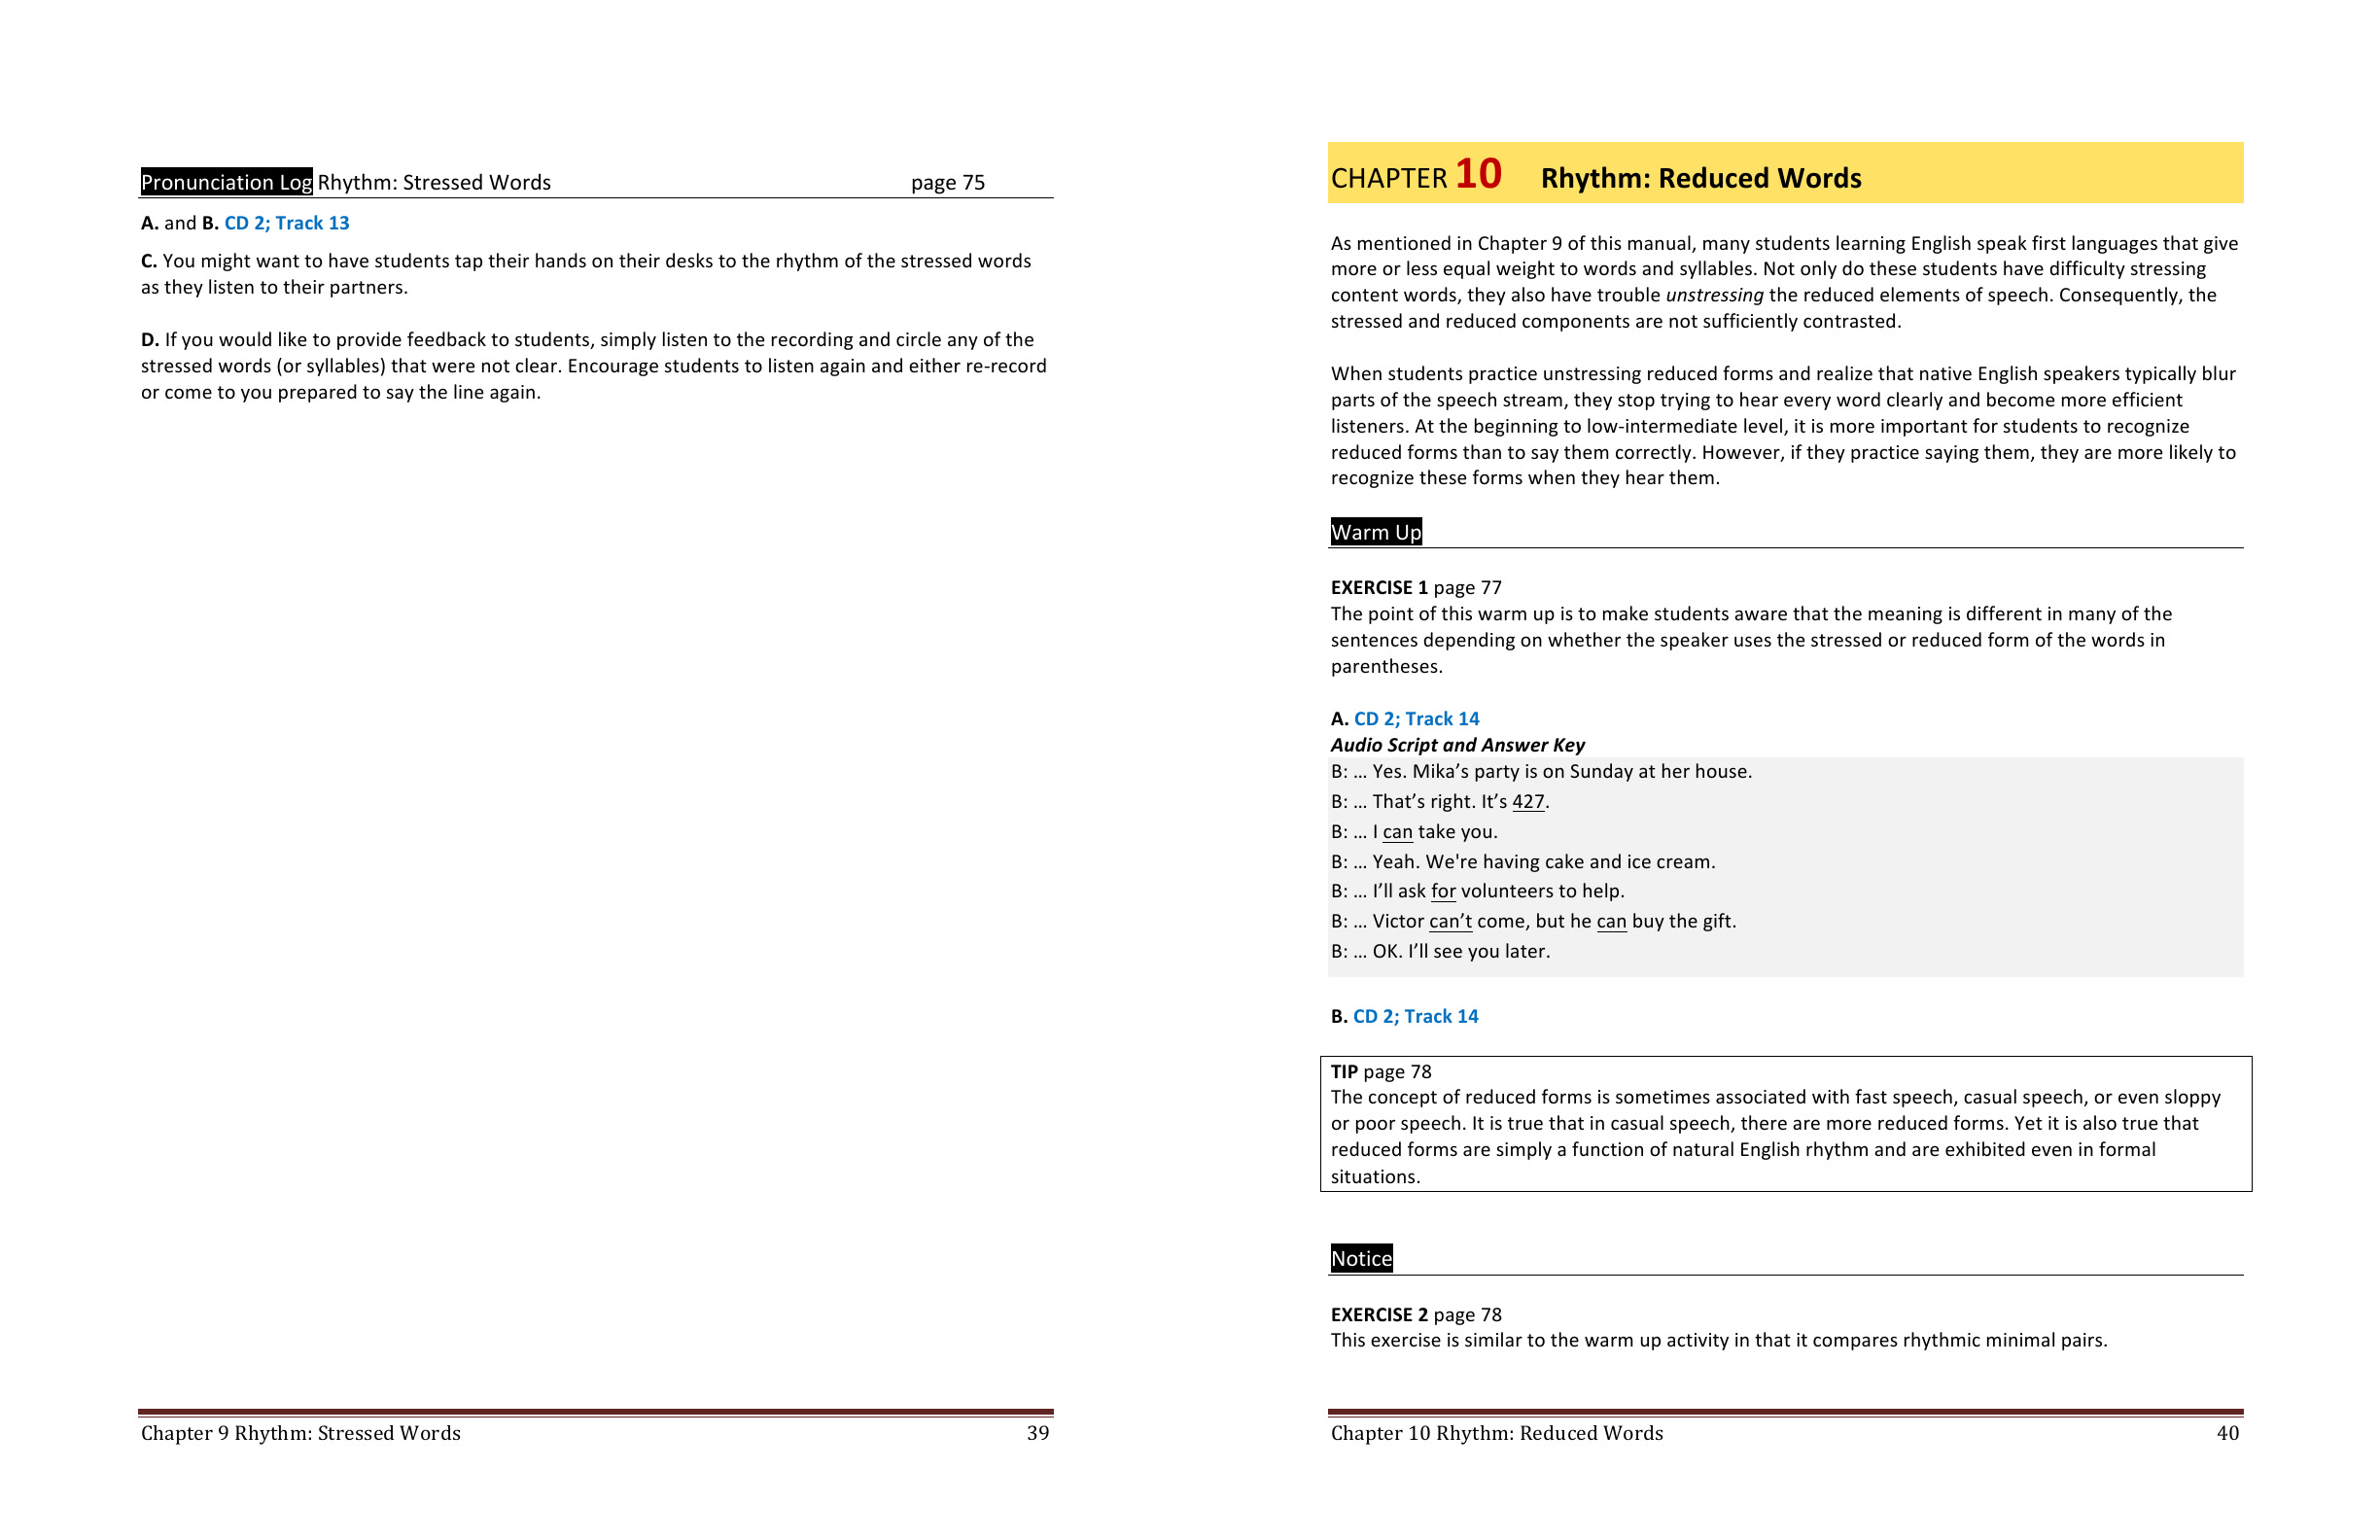 Pronunciation Log Rhythm: Stressed Words page 75
A. and B. CD 2; Track 13
C. You might want to have students tap their hands on their desks to the rhythm of the stressed words
as they listen to their partners.
D. If you would like to provide feedback to students, simply listen to the recording and circle any of the
stressed words (or syllables) that were not clear. Encourage students to listen again and either re-record
or come to you prepared to say the line again.
Chapter 9 Rhythm: Stressed Words 39
CHAPTER 10 Rhythm: Reduced Words
As mentioned in Chapter 9 of this manual, many students learning English speak first languages that give
more or less equal weight to words and syllables. Not only do these students have difficulty stressing
content words, they also have trouble unstressing the reduced elements of speech. Consequently, the
stressed and reduced components are not sufficiently contrasted.
When students practice unstressing reduced forms and realize that native English speakers typically blur
parts of the speech stream, they stop trying to hear every word clearly and become more efficient
listeners. At the beginning to low-intermediate level, it is more important for students to recognize
reduced forms than to say them correctly. However, if they practice saying them, they are more likely to
recognize these forms when they hear them.
Warm Up
EXERCISE 1 page 77
The point of this warm up is to make students aware that the meaning is different in many of the
sentences depending on whether the speaker uses the stressed or reduced form of the words in
parentheses.
A. CD 2; Track 14
Audio Script and Answer Key
B: … Yes. Mika’s party is on Sunday at her house.
B: … That’s right. It’s 427.
B: … I can take you.
B: … Yeah. We're having cake and ice cream.
B: … I’ll ask for volunteers to help.
B: … Victor can’t come, but he can buy the gift.
B: … OK. I’ll see you later.
B. CD 2; Track 14
TIP page 78
The concept of reduced forms is sometimes associated with fast speech, casual speech, or even sloppy
or poor speech. It is true that in casual speech, there are more reduced forms. Yet it is also true that
reduced forms are simply a function of natural English rhythm and are exhibited even in formal
situations.
Notice
EXERCISE 2 page 78
This exercise is similar to the warm up activity in that it compares rhythmic minimal pairs.
Chapter 10 Rhythm: Reduced Words 40